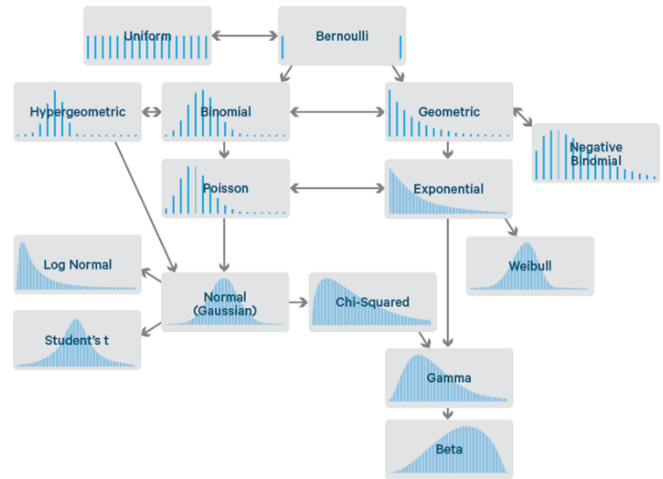 Uniform
Bernoulli
Hypergeometric
Binomial
Geometric
Negative
Binomial
Poisson
Exponential
Log Normal
Normal
(Gaussian)
Chi-Squared
Weibull
Student's t
Gamma
Beta